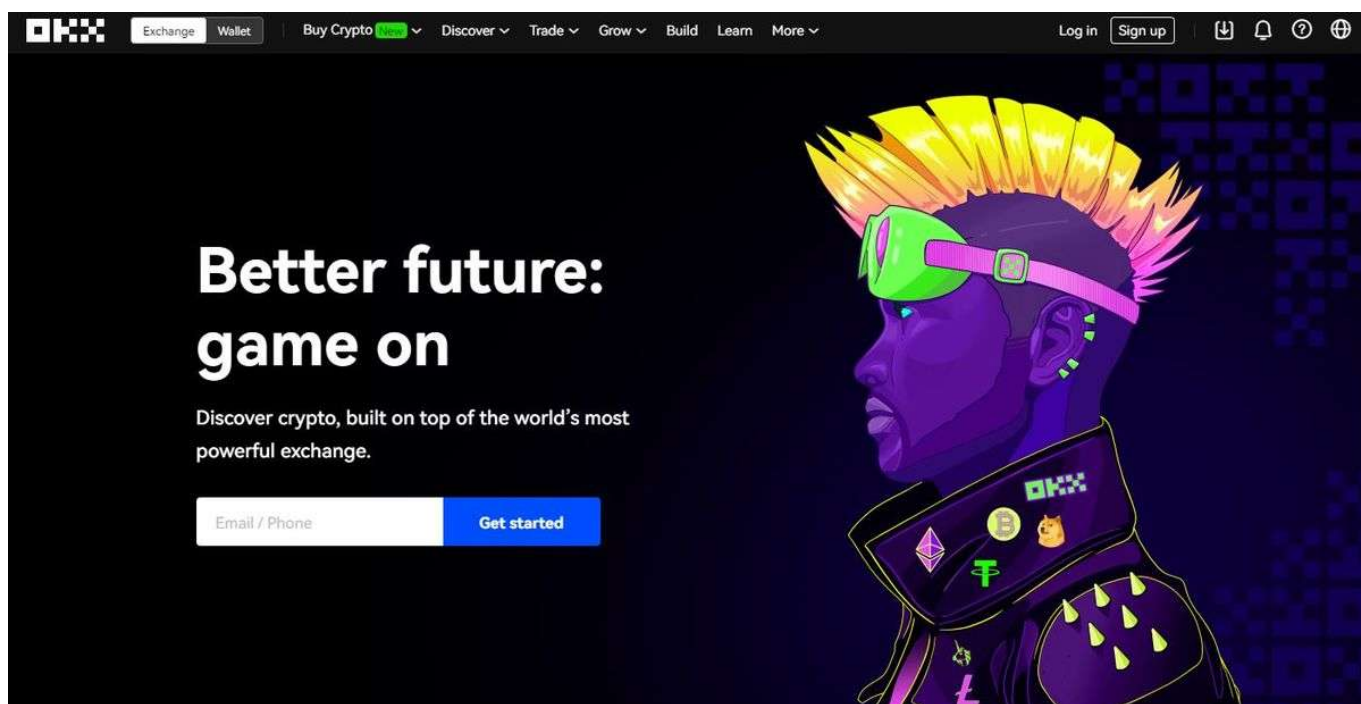 OKX
Exchange Wallet
Buy Crypto New Discover Trade Grow Build Learn More
Log in Sign up
Better future:
game on
Discover crypto, built on top of the world's most
powerful exchange.
Email / Phone
Get started
OKX